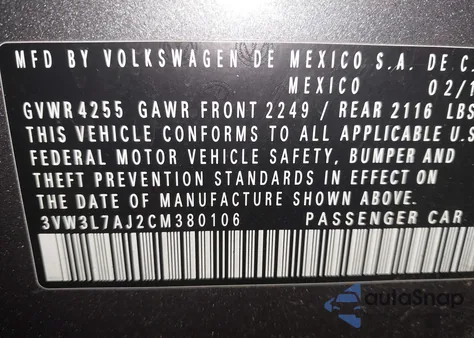 MFD BY VOLKSWAGEN DE MEXICO S.A. DE C.
MEXICO 02/1
GVWR 4255 GAWR FRONT 2249 / REAR 2116 LBS
THIS VEHICLE CONFORMS TO ALL APPLICABLE U.S
FEDERAL MOTOR VEHICLE SAFETY, BUMPER AND
THEFT PREVENTION STANDARDS IN EFFECT ON
THE DATE OF MANUFACTURE SHOWN ABOVE.
3VW3L7AJ2CM380106 PASSENGER CAR
autoSnap